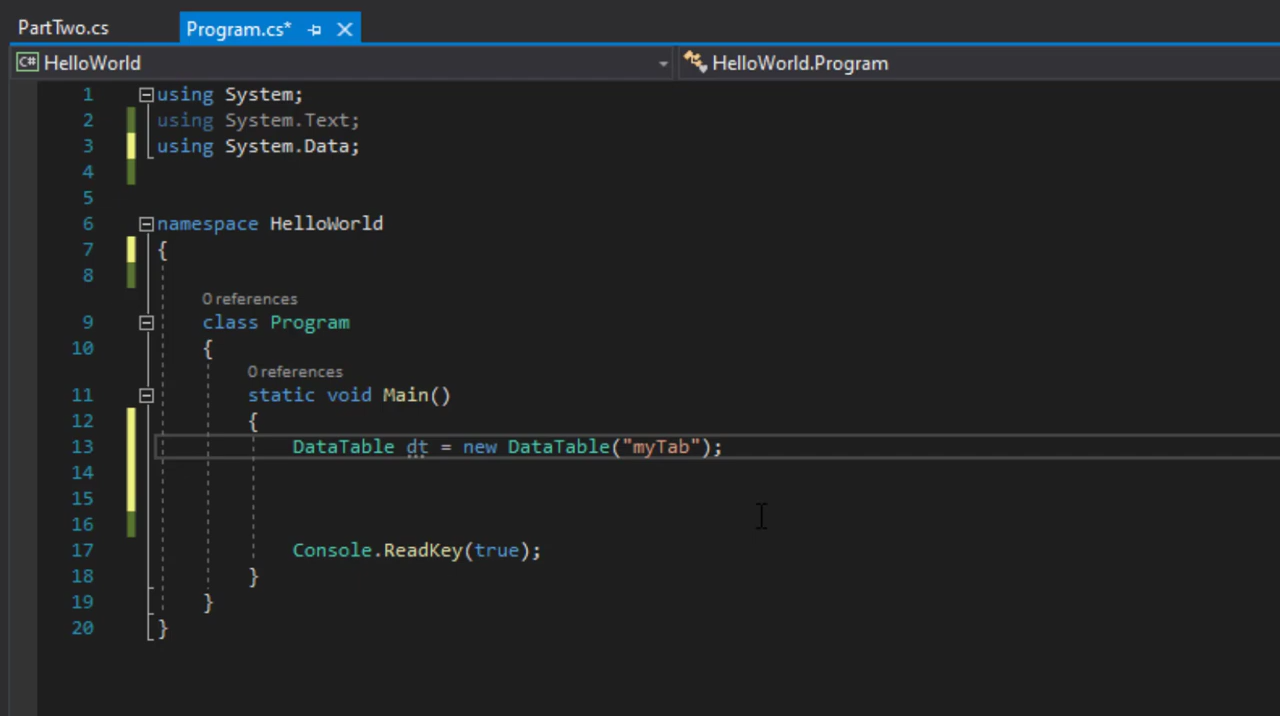 PartTwo.cs Program.cs*
C# HelloWorld HelloWorld.Program
1 using System;
2 using System.Text;
3 using System.Data;
4
5
6 namespace HelloWorld
7 {
8
0 references
9 class Program
10 {
0 references
11 static void Main()
12 {
13 DataTable dt = new DataTable("myTab");
14
15
16
17 Console.ReadKey(true);
18 }
19 }
20 }